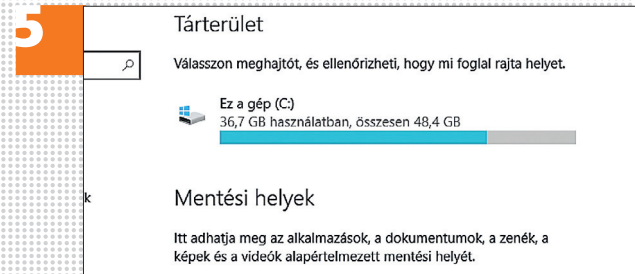 5
Tárterület
Válasszon meghajtót, és ellenőrizheti, hogy mi foglal rajta helyet.
Ez a gép (C:)
36,7 GB használatban, összesen 48,4 GB
k
Mentési helyek
Itt adhatja meg az alkalmazások, a dokumentumok, a zenék, a
képek és a videók alapértelmezett mentési helyét.